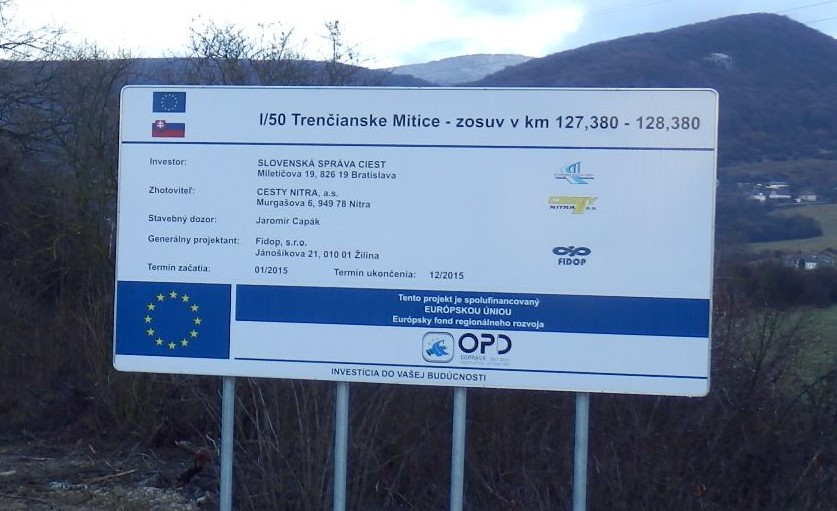 I/50 Trenčianske Mitice - zosuv v km 127,380 - 128,380
Investor: SLOVENSKÁ SPRÁVA CIEST
Miletičova 19, 826 19 Bratislava
Zhotoviteľ: CESTY NITRA, a.s.
Murgašova 6, 949 78 Nitra
CESTY
NITRA a.s.
Stavebný dozor: Jaromír Capák
Generálny projektant: Fidop, s.r.o.
Jánošíkova 21, 010 01 Žilina
FIDOP
Termín začatia: 01/2015 Termín ukončenia: 12/2015
Tento projekt je spolufinancovaný
EURÓPSKOU ÚNIOU
Európsky fond regionálneho rozvoja
OPD
DOPRAVA
INVESTÍCIA DO VAŠEJ BUDÚCNOSTI